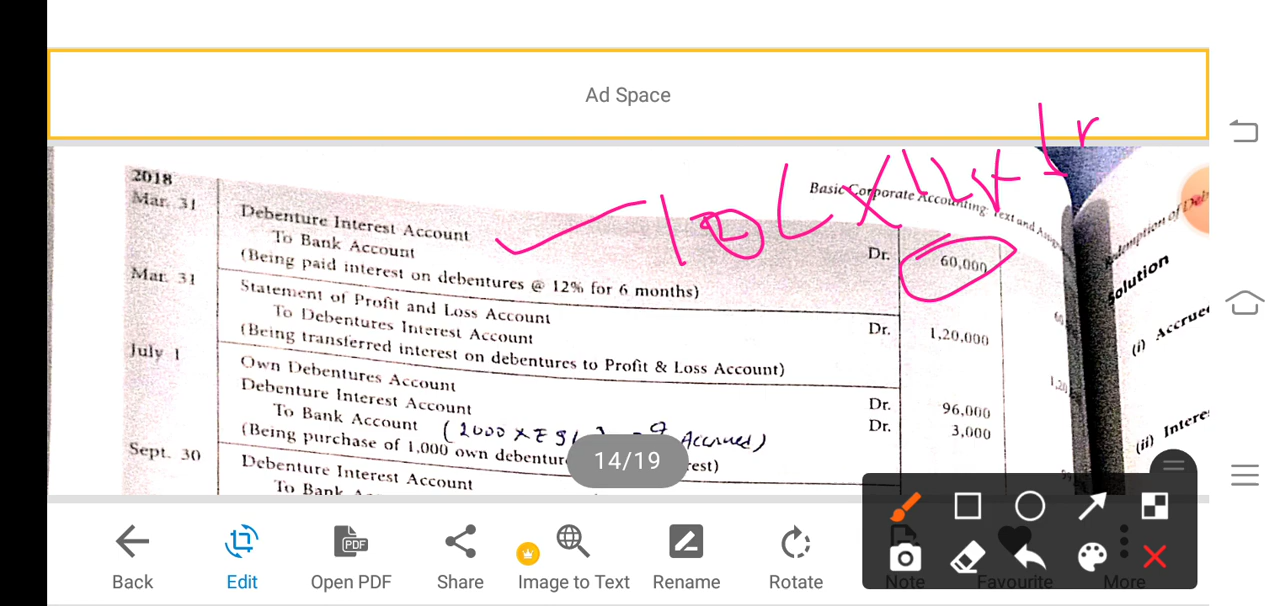 Ad Space
Basic Corporate Accounting: Text and
2018
Mar. 31 Debenture Interest Account Dr. 60,000
To Bank Account
(Being paid interest on debentures @ 12% for 6 months)
Mar. 31 Statement of Profit and Loss Account Dr. 1,20,000
To Debentures Interest Account
(Being transferred interest on debentures to Profit & Loss Account)
July 1 Own Debentures Account Dr. 96,000
Debenture Interest Account Dr. 3,000
To Bank Account Accrued)
(Being purchase of 1,000 own
Sept. 30 Debenture Interest Account
To Bank
Solution
(i)
(ii)
14/19
Back
Edit
PDF
Open PDF
Share
Image to Text
Rename
Rotate
Note
Favourite
More